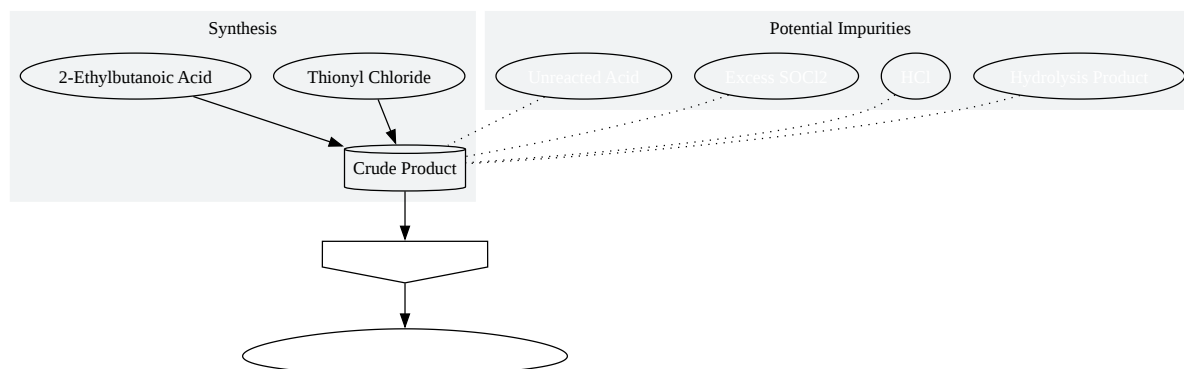 Synthesis
Potential Impurities
2-Ethylbutanoic Acid
Thionyl Chloride
Unreacted Acid
Excess SOCl2
HCl
Hydrolysis Product
Crude Product